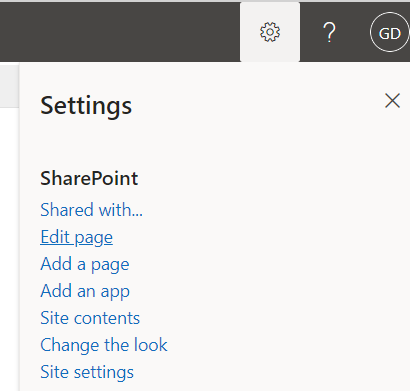 ? GD
Settings
SharePoint
Shared with...
Edit page
Add a page
Add an app
Site contents
Change the look
Site settings